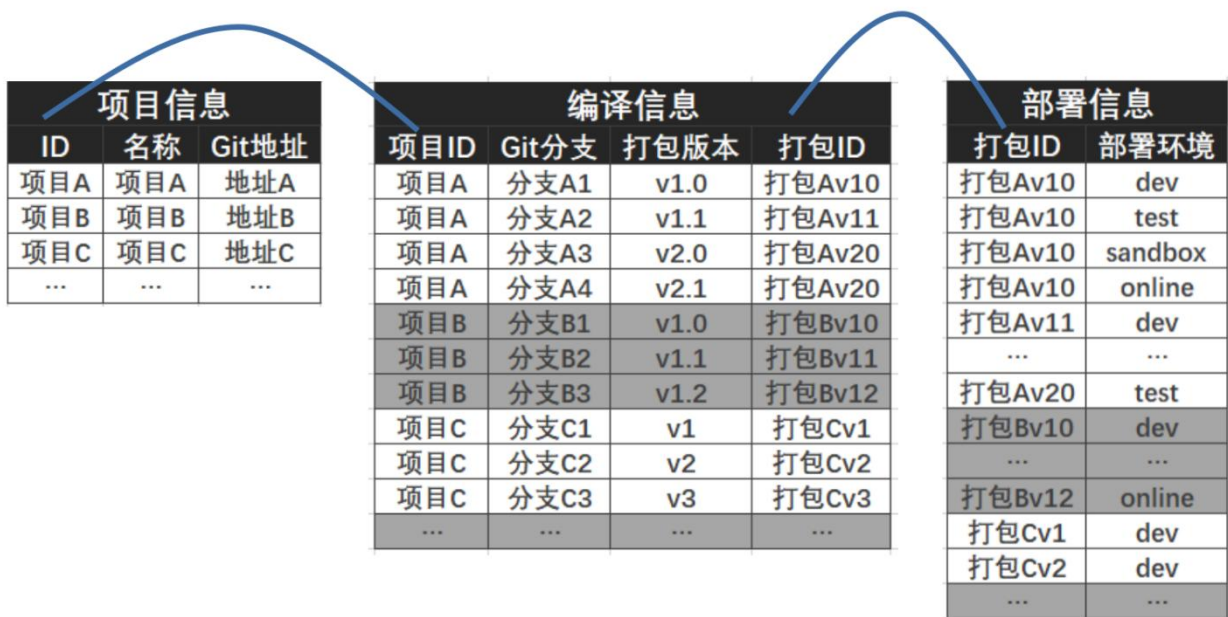 项目信息
ID 名称 Git地址
项目A 项目A 地址A
项目B 项目B 地址B
项目C 项目C 地址C
... ... ...
编译信息
项目ID Git分支 打包版本 打包ID
项目A 分支A1 v1.0 打包Av10
项目A 分支A2 v1.1 打包Av11
项目A 分支A3 v2.0 打包Av20
项目A 分支A4 v2.1 打包Av20
项目B 分支B1 v1.0 打包Bv10
项目B 分支B2 v1.1 打包Bv11
项目B 分支B3 v1.2 打包Bv12
项目C 分支C1 v1 打包Cv1
项目C 分支C2 v2 打包Cv2
项目C 分支C3 v3 打包Cv3
... ... ... ...
部署信息
打包ID 部署环境
打包Av10 dev
打包Av10 test
打包Av10 sandbox
打包Av10 online
打包Av11 dev
... ...
打包Av20 test
打包Bv10 dev
... ...
打包Bv12 online
打包Cv1 dev
打包Cv2 dev
... ...